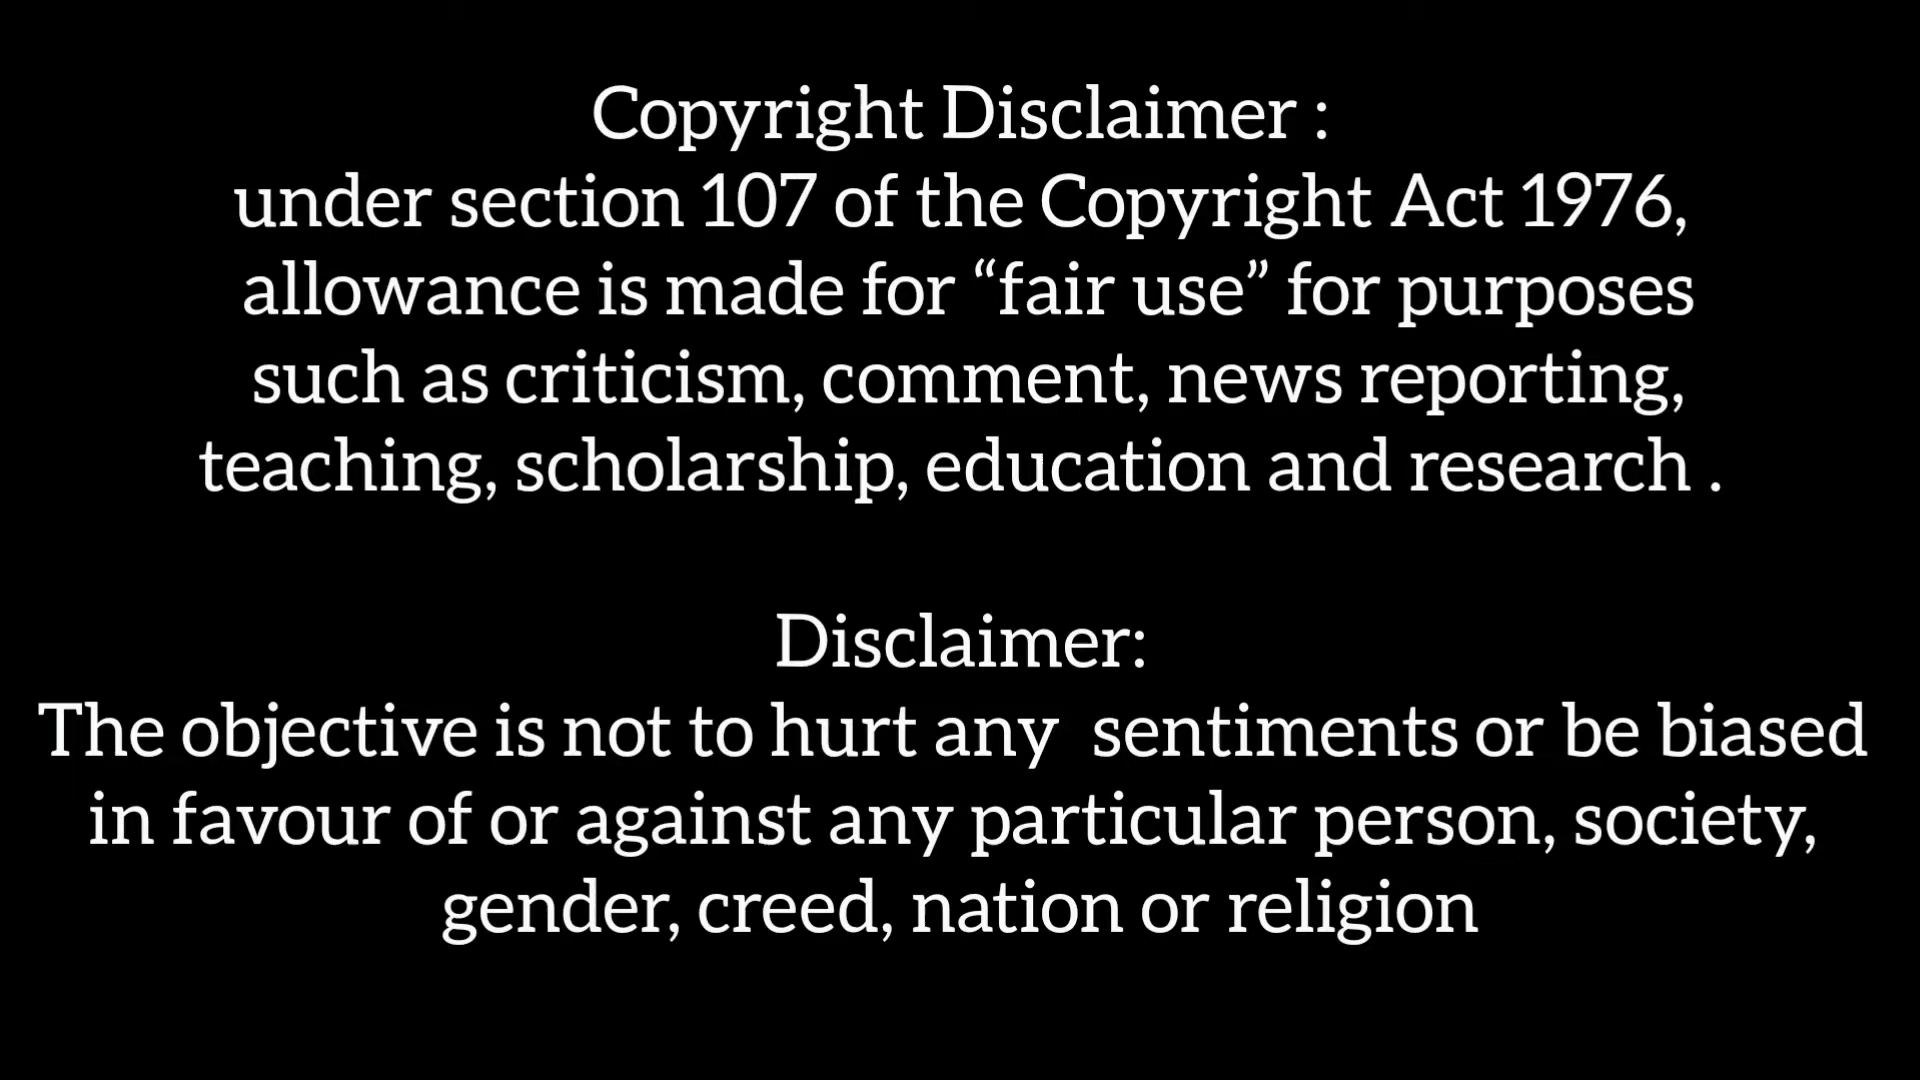 Copyright Disclaimer :
under section 107 of the Copyright Act 1976,
allowance is made for “fair use” for purposes
such as criticism, comment, news reporting,
teaching, scholarship, education and research .
Disclaimer:
The objective is not to hurt any  sentiments or be biased
in favour of or against any particular person, society,
gender, creed, nation or religion